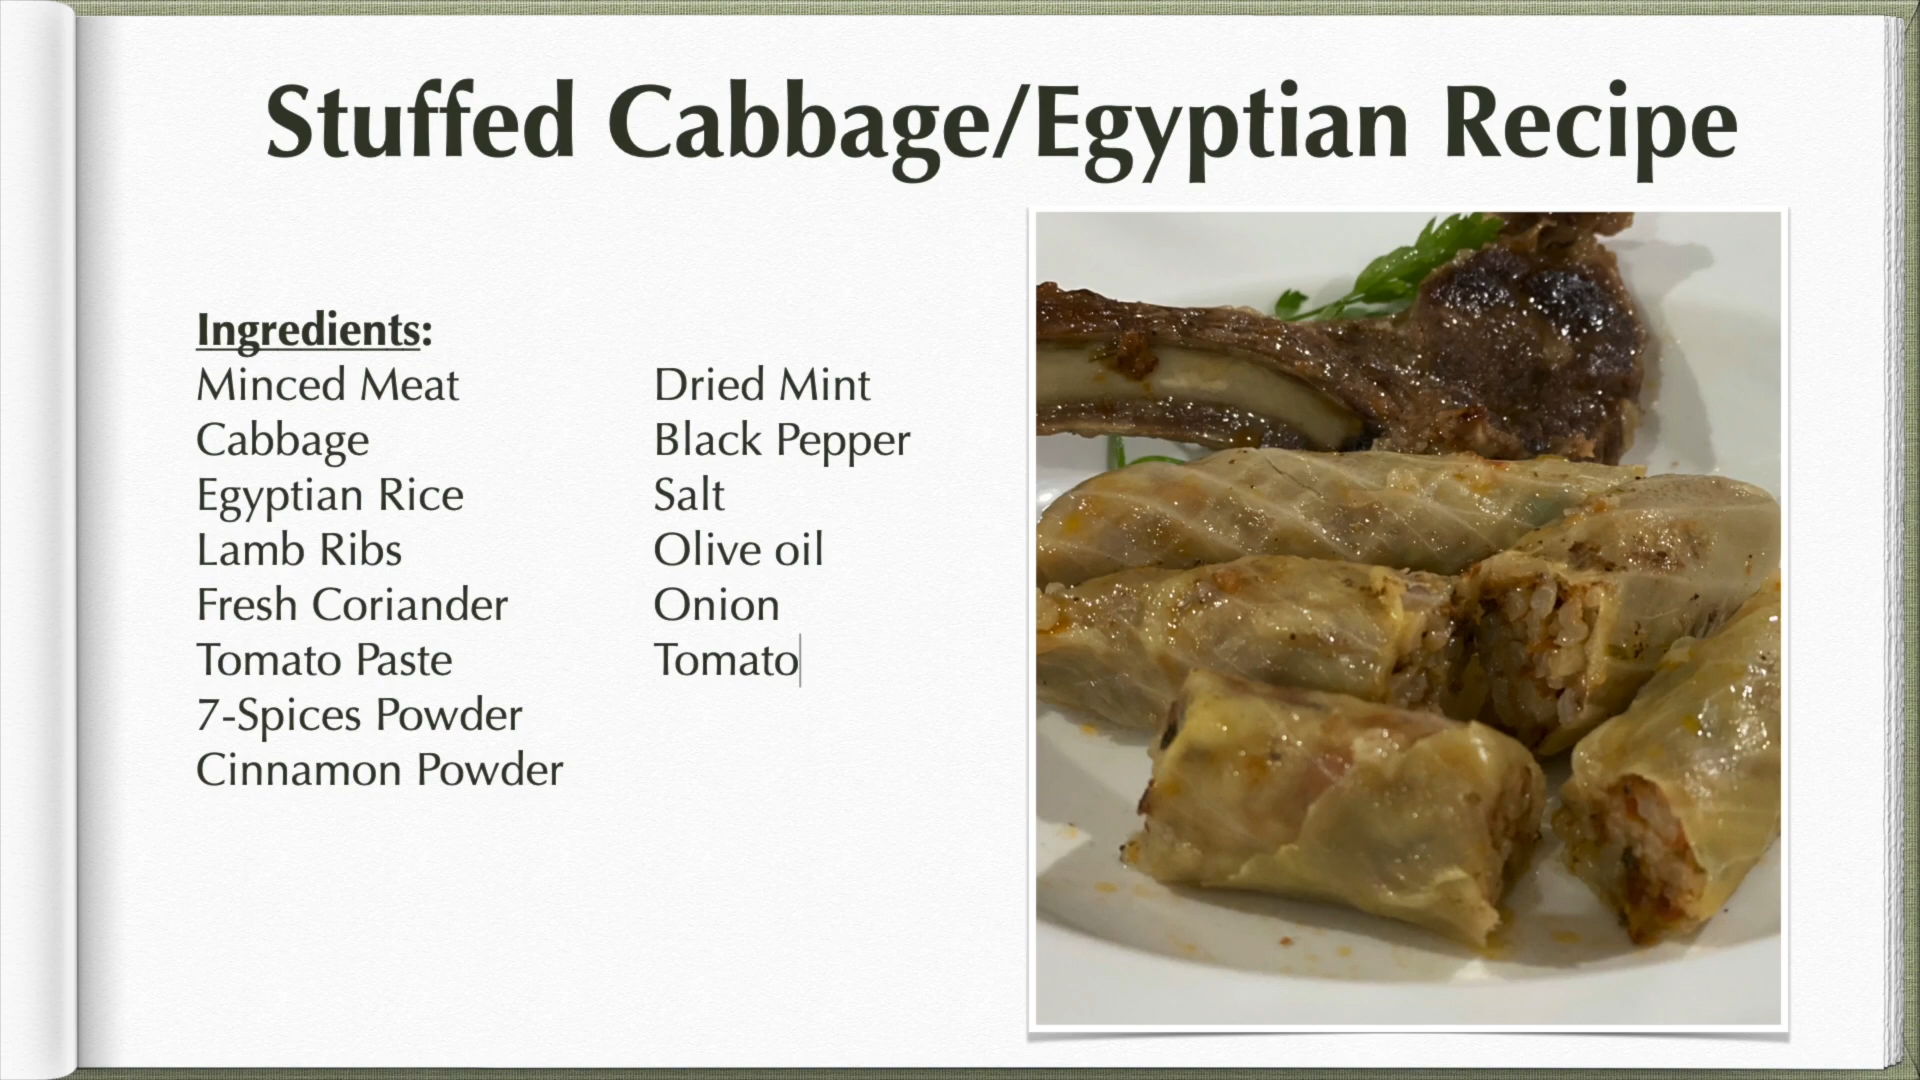 Stuffed Cabbage/Egyptian Recipe
Ingredients:
Minced Meat
Cabbage
Egyptian Rice
Lamb Ribs
Fresh Coriander
Tomato Paste
7-Spices Powder
Cinnamon Powder
Dried Mint
Black Pepper
Salt
Olive oil
Onion
Tomato